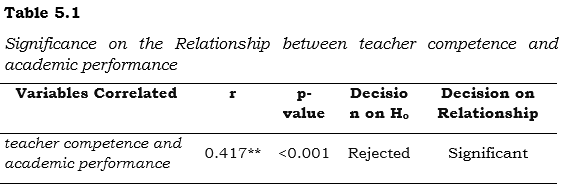 Table 5.1
Significance on the Relationship between teacher competence and
academic performance
Variables Correlated r p- Decisio Decision on
value n on Hₒ Relationship
teacher competence and
academic performance 0.417** <0.001 Rejected Significant